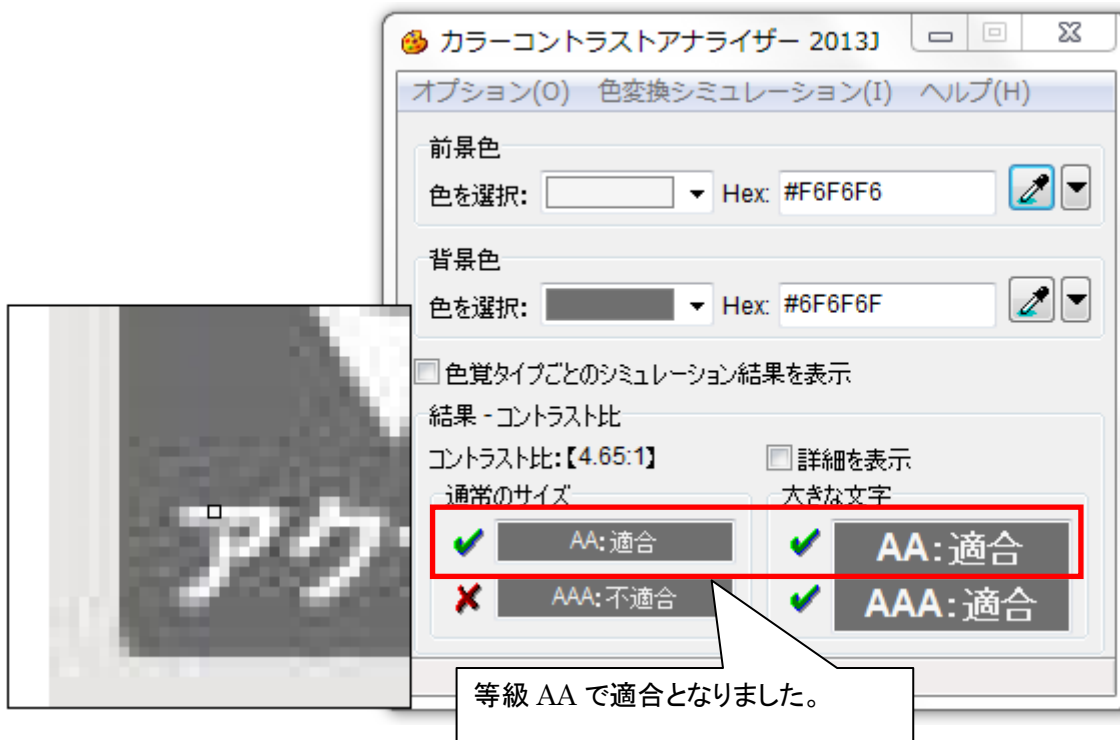 カラーコントラストアナライザー 2013J
オプション(O) 色変換シミュレーション(I) ヘルプ(H)
前景色
色を選択: Hex: #F6F6F6
背景色
色を選択: Hex: #6F6F6F
色覚タイプごとのシミュレーション結果を表示
結果 - コントラスト比
コントラスト比:【4.65:1】 詳細を表示
通常のサイズ 大きな文字
AA:適合 AA:適合
AAA:不適合 AAA:適合
アク
等級 AA で適合となりました。